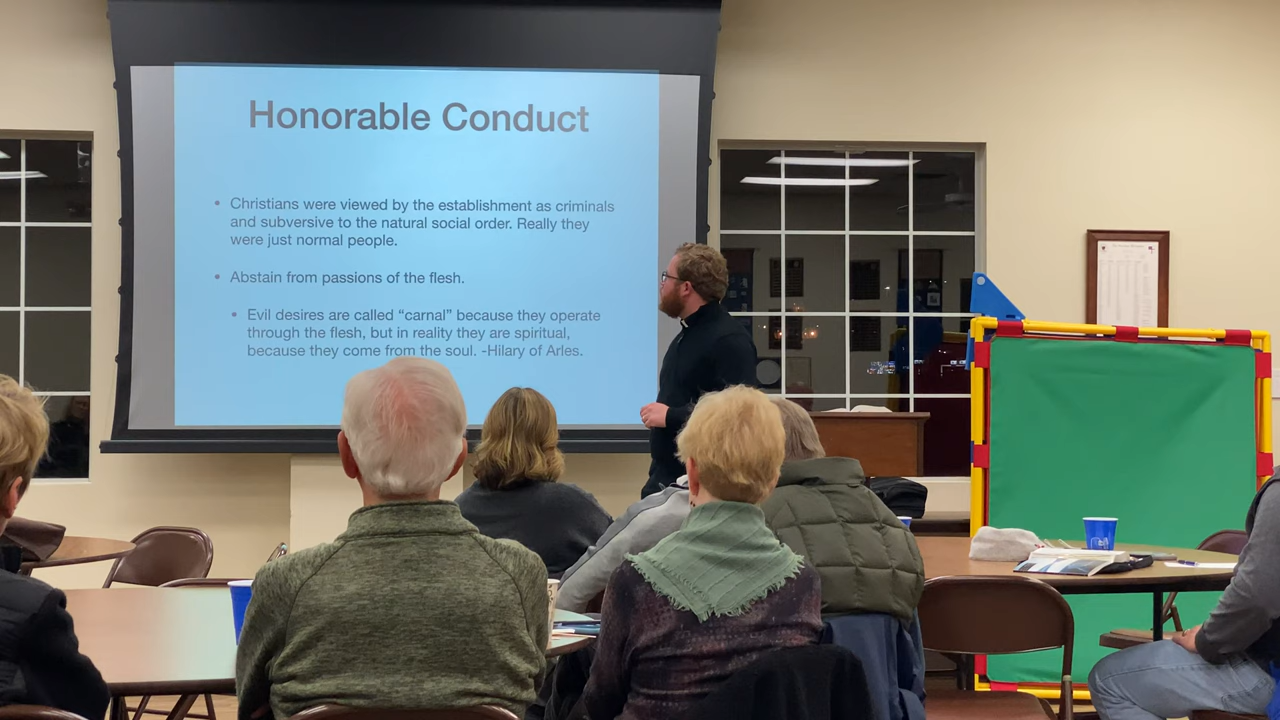 Honorable Conduct
• Christians were viewed by the establishment as criminals
and subversive to the natural social order. Really they
were just normal people.
• Abstain from passions of the flesh.
• Evil desires are called “carnal” because they operate
through the flesh, but in reality they are spiritual,
because they come from the soul. -Hilary of Arles.